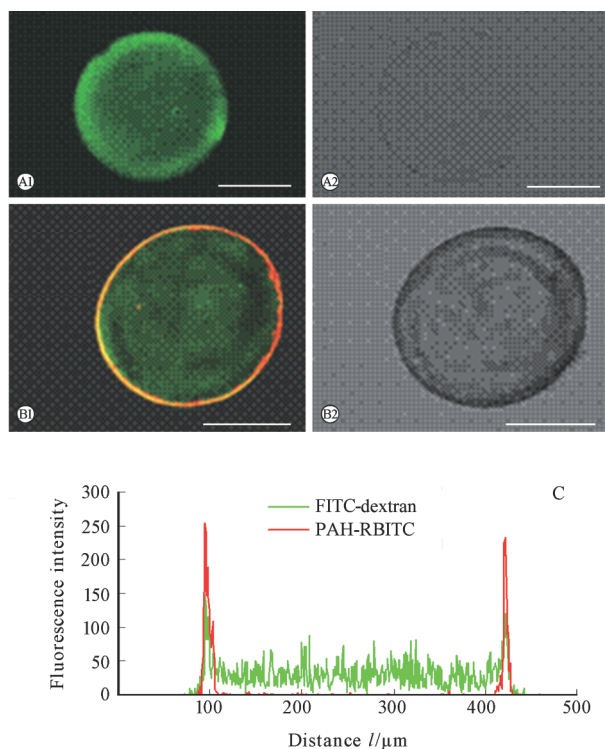 A1
A2
B1
B2
C
FITC-dextran
PAH-RBITC
Fluorescence intensity
300
250
200
150
100
50
0
100
200
300
400
500
Distance l/μm